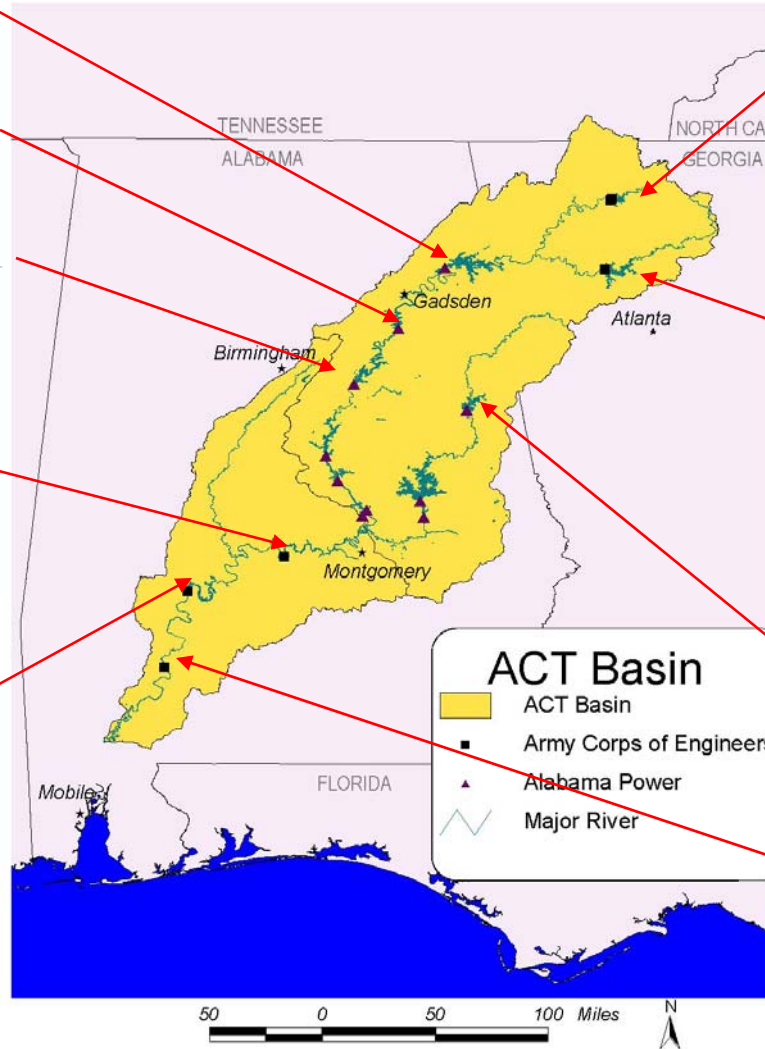 TENNESSEE
NORTH CA
ALABAMA
GEORGIA
Gadsden
Atlanta
Birmingham
Montgomery
ACT Basin
ACT Basin
Army Corps of Engineers
Alabama Power
Major River
FLORIDA
Mobile
50 0 50 100 Miles
N